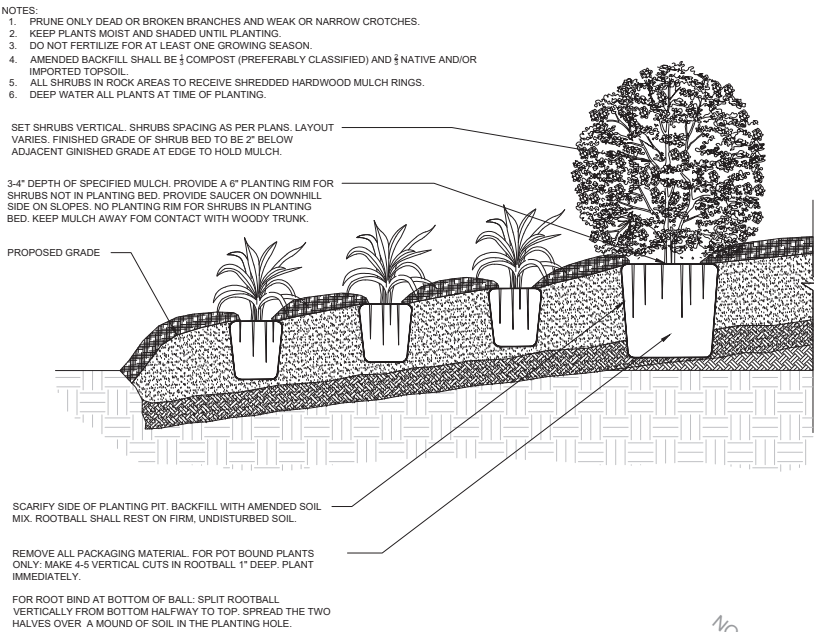 NOTES:
1. PRUNE ONLY DEAD OR BROKEN BRANCHES AND WEAK OR NARROW CROTCHES.
2. KEEP PLANTS MOIST AND SHADED UNTIL PLANTING.
3. DO NOT FERTILIZE FOR AT LEAST ONE GROWING SEASON.
4. AMENDED BACKFILL SHALL BE ⅓ COMPOST (PREFERABLY CLASSIFIED) AND ⅔ NATIVE AND/OR
IMPORTED TOPSOIL.
5. ALL SHRUBS IN ROCK AREAS TO RECEIVE SHREDDED HARDWOOD MULCH RINGS.
6. DEEP WATER ALL PLANTS AT TIME OF PLANTING.
SET SHRUBS VERTICAL. SHRUBS SPACING AS PER PLANS. LAYOUT
VARIES. FINISHED GRADE OF SHRUB BED TO BE 2" BELOW
ADJACENT GINISHED GRADE AT EDGE TO HOLD MULCH.
3-4" DEPTH OF SPECIFIED MULCH. PROVIDE A 6" PLANTING RIM FOR
SHRUBS NOT IN PLANTING BED. PROVIDE SAUCER ON DOWNHILL
SIDE ON SLOPES. NO PLANTING RIM FOR SHRUBS IN PLANTING
BED. KEEP MULCH AWAY FOM CONTACT WITH WOODY TRUNK.
PROPOSED GRADE
SCARIFY SIDE OF PLANTING PIT. BACKFILL WITH AMENDED SOIL
MIX. ROOTBALL SHALL REST ON FIRM, UNDISTURBED SOIL.
REMOVE ALL PACKAGING MATERIAL. FOR POT BOUND PLANTS
ONLY: MAKE 4-5 VERTICAL CUTS IN ROOTBALL 1" DEEP. PLANT
IMMEDIATELY.
FOR ROOT BIND AT BOTTOM OF BALL: SPLIT ROOTBALL
VERTICALLY FROM BOTTOM HALFWAY TO TOP. SPREAD THE TWO
HALVES OVER A MOUND OF SOIL IN THE PLANTING HOLE.